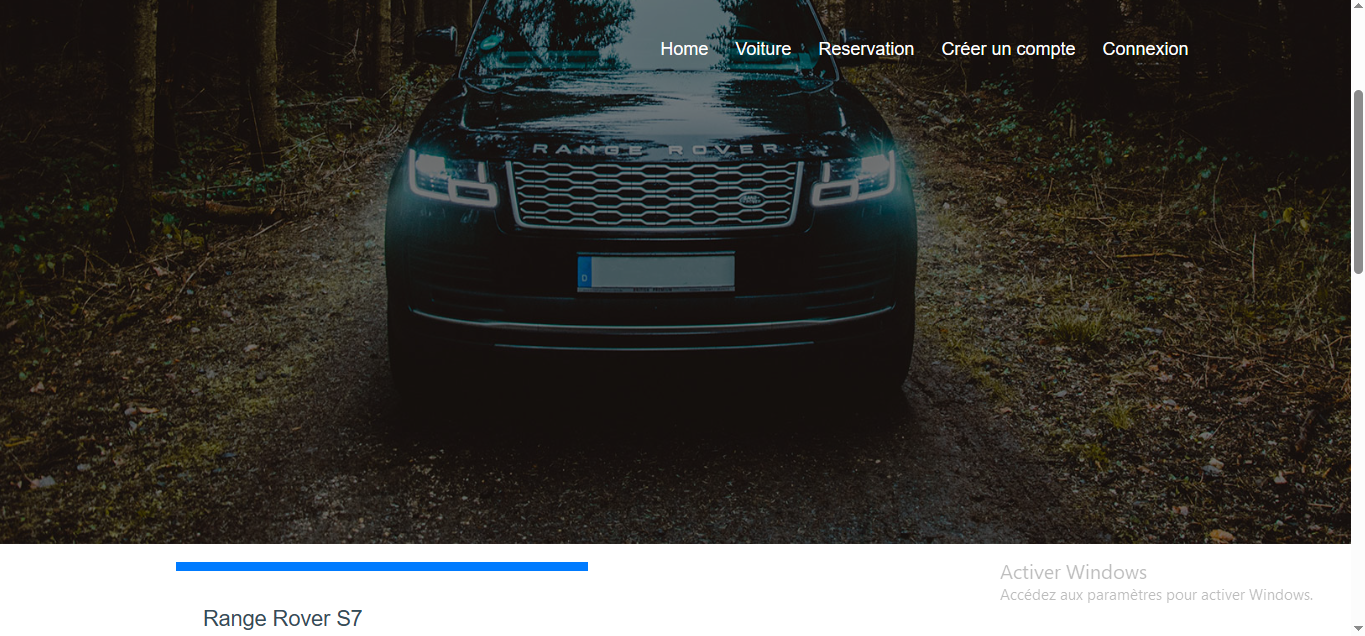 Home Voiture Reservation Créer un compte Connexion
RANGE ROVER
D
Activer Windows
Accédez aux paramètres pour activer Windows.
Range Rover S7